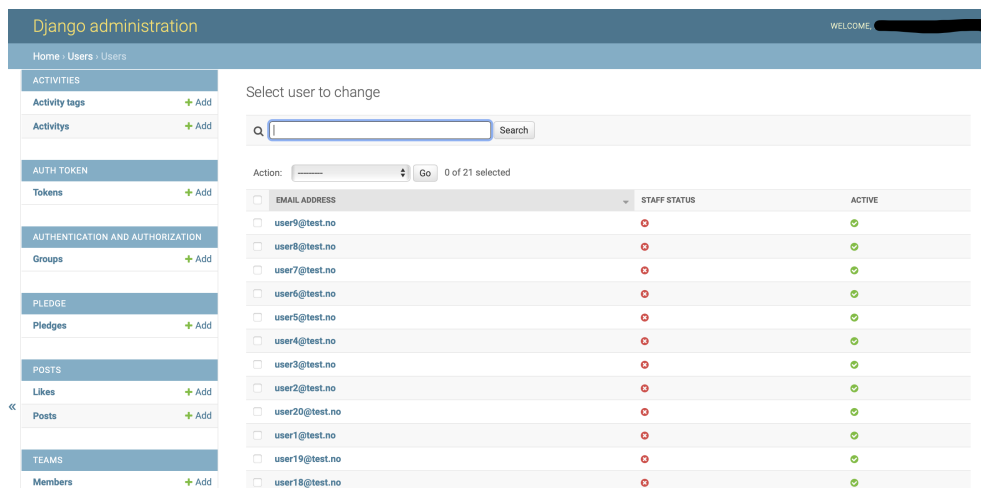 Django administration
WELCOME,
Home › Users › Users
ACTIVITIES
Activity tags + Add
Activitys + Add
AUTH TOKEN
Tokens + Add
AUTHENTICATION AND AUTHORIZATION
Groups + Add
PLEDGE
Pledges + Add
POSTS
Likes + Add
Posts + Add
TEAMS
Members + Add
«
Select user to change
Search
Action: --------- Go 0 of 21 selected
EMAIL ADDRESS STAFF STATUS ACTIVE
user9@test.no
user8@test.no
user7@test.no
user6@test.no
user5@test.no
user4@test.no
user3@test.no
user2@test.no
user20@test.no
user1@test.no
user19@test.no
user18@test.no